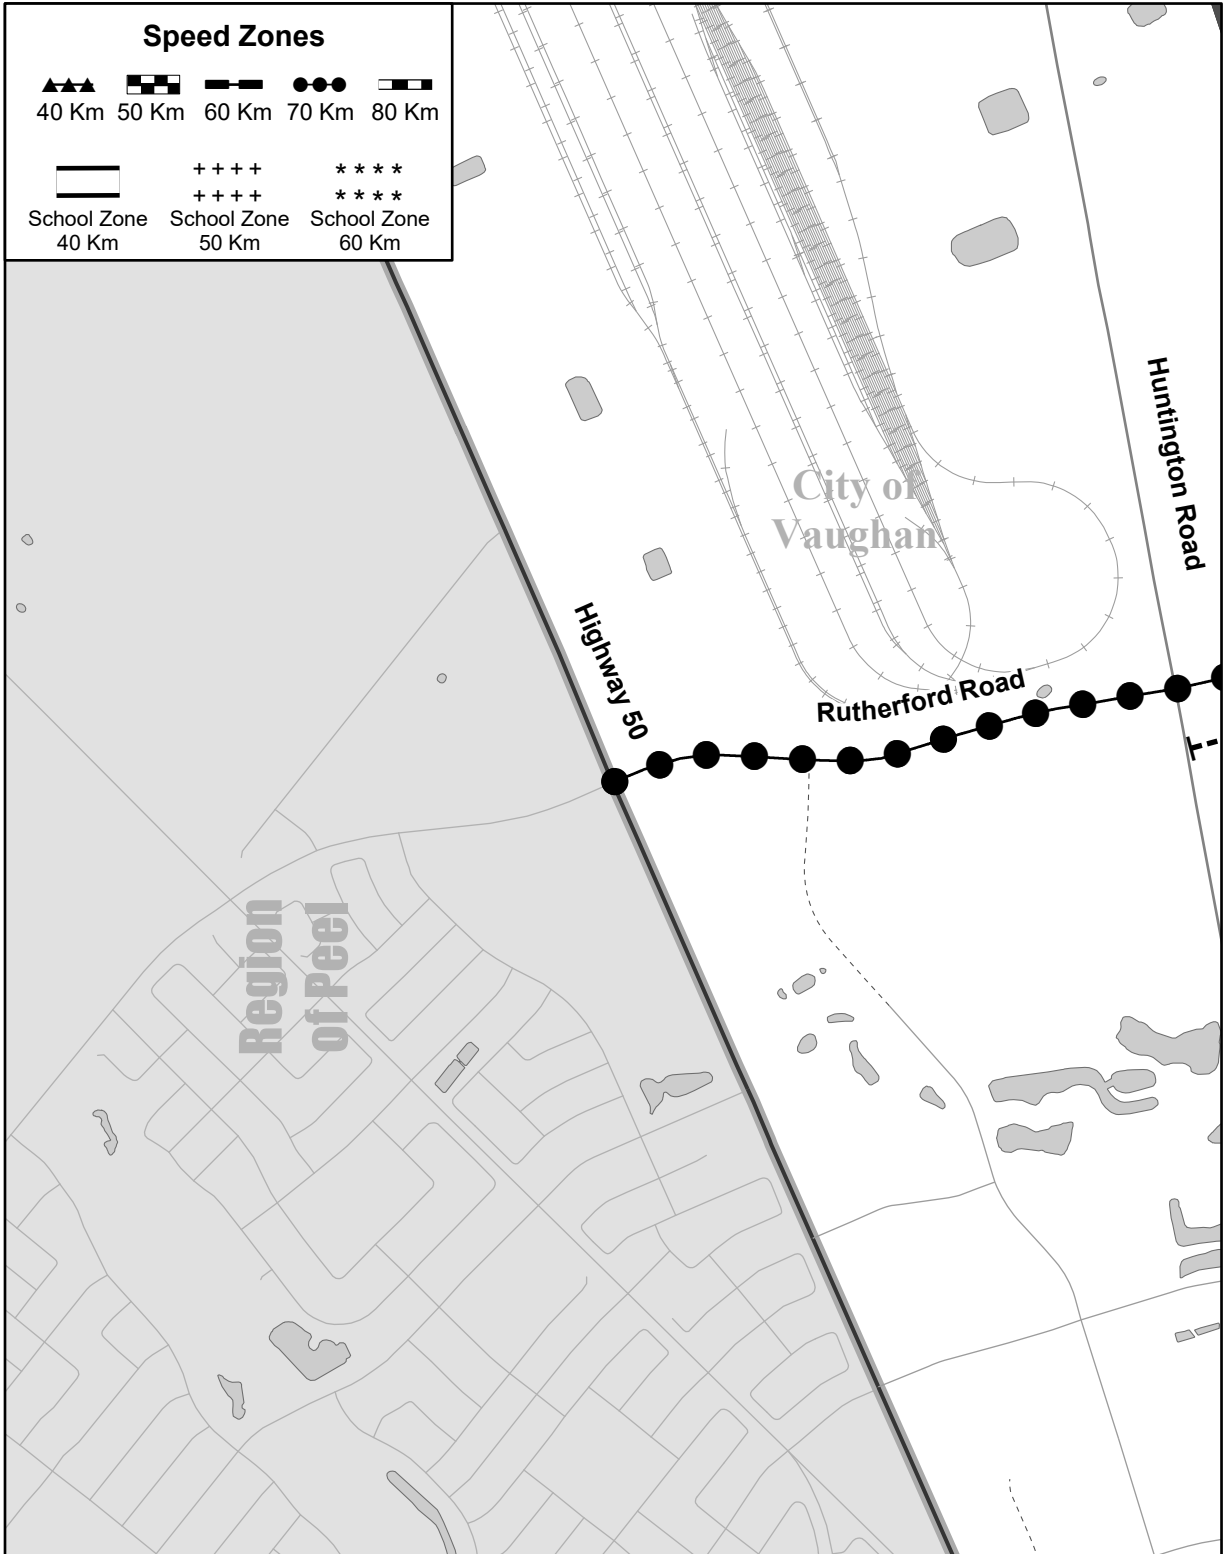 Speed Zones
40 Km 50 Km 60 Km 70 Km 80 Km
School Zone School Zone School Zone
40 Km 50 Km 60 Km
Huntington Road
City of
Vaughan
Highway 50
Rutherford Road
Region
of Peel